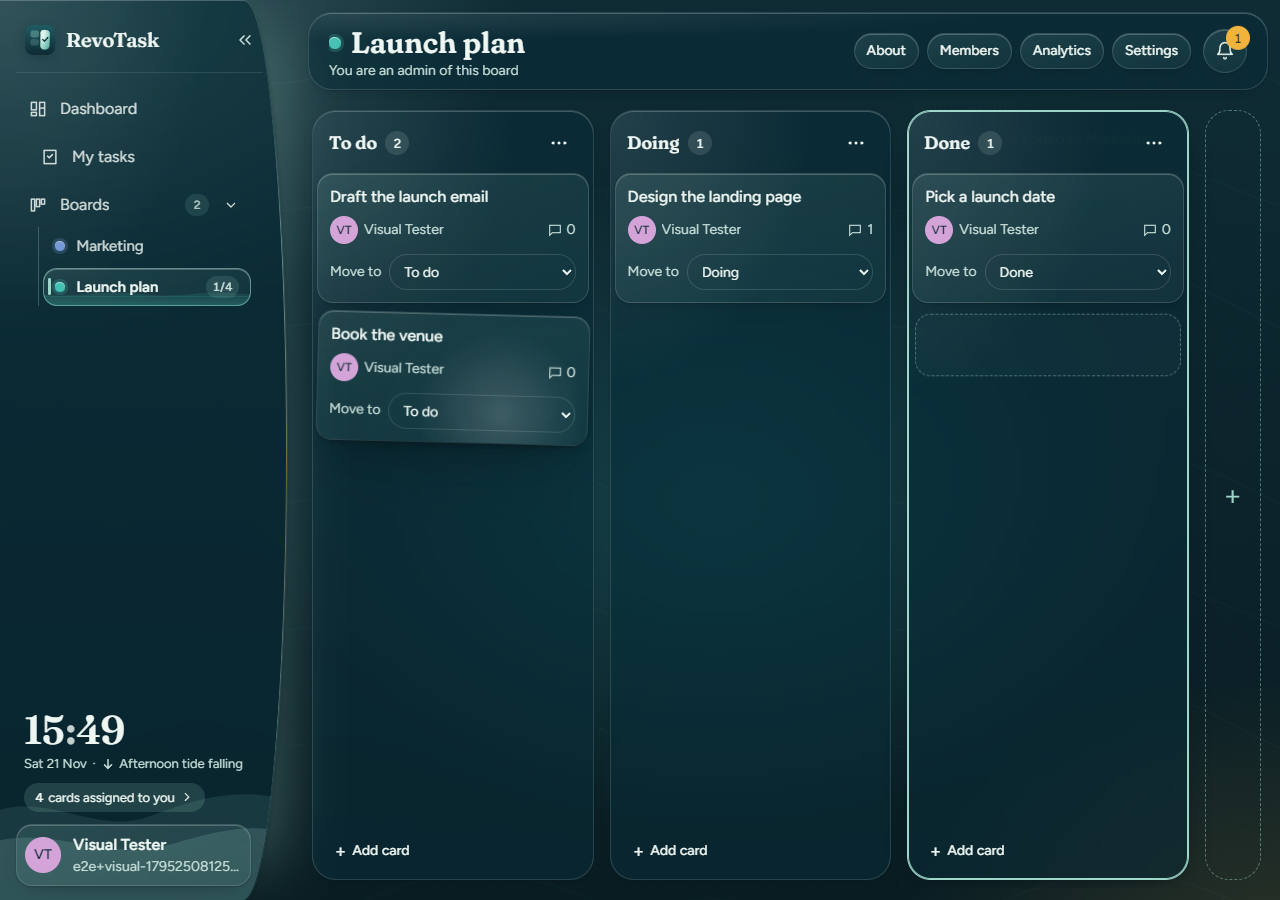 RevoTask
Dashboard
My tasks
Boards 2
Marketing
Launch plan 1/4
15:49
Sat 21 Nov · ↓ Afternoon tide falling
4 cards assigned to you
VT Visual Tester
e2e+visual-17952508125...
Launch plan
You are an admin of this board
About Members Analytics Settings 1
To do 2
Draft the launch email
VT Visual Tester 0
Move to To do
Book the venue
VT Visual Tester 0
Move to To do
+ Add card
Doing 1
Design the landing page
VT Visual Tester 1
Move to Doing
+ Add card
Done 1
Pick a launch date
VT Visual Tester 0
Move to Done
+ Add card
+